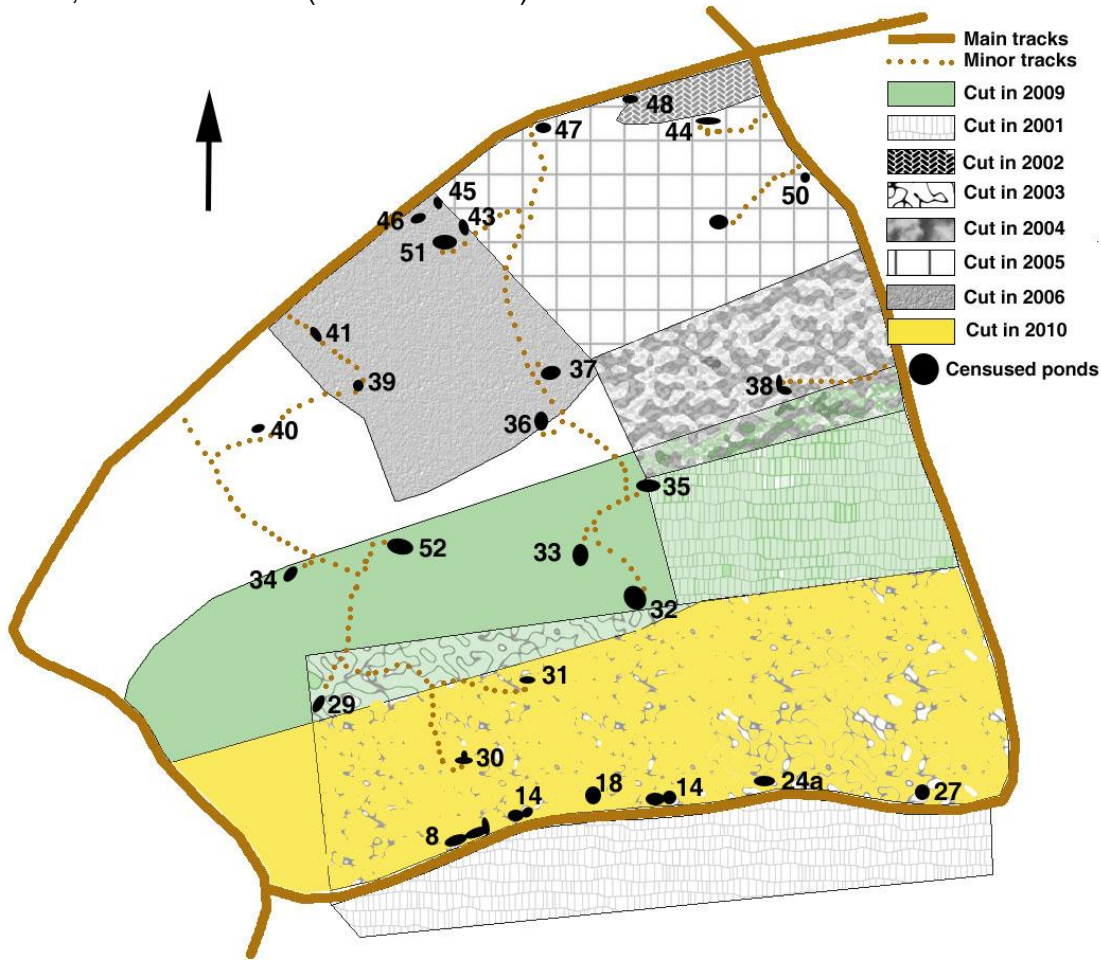 Main tracks
Minor tracks
Cut in 2009
Cut in 2001
Cut in 2002
Cut in 2003
Cut in 2004
Cut in 2005
Cut in 2006
Cut in 2010
Censused ponds
48
47
44
50
45
46
43
51
41
37
39
38
36
40
35
52
33
34
32
31
29
30
18
14
14
24a
27
8